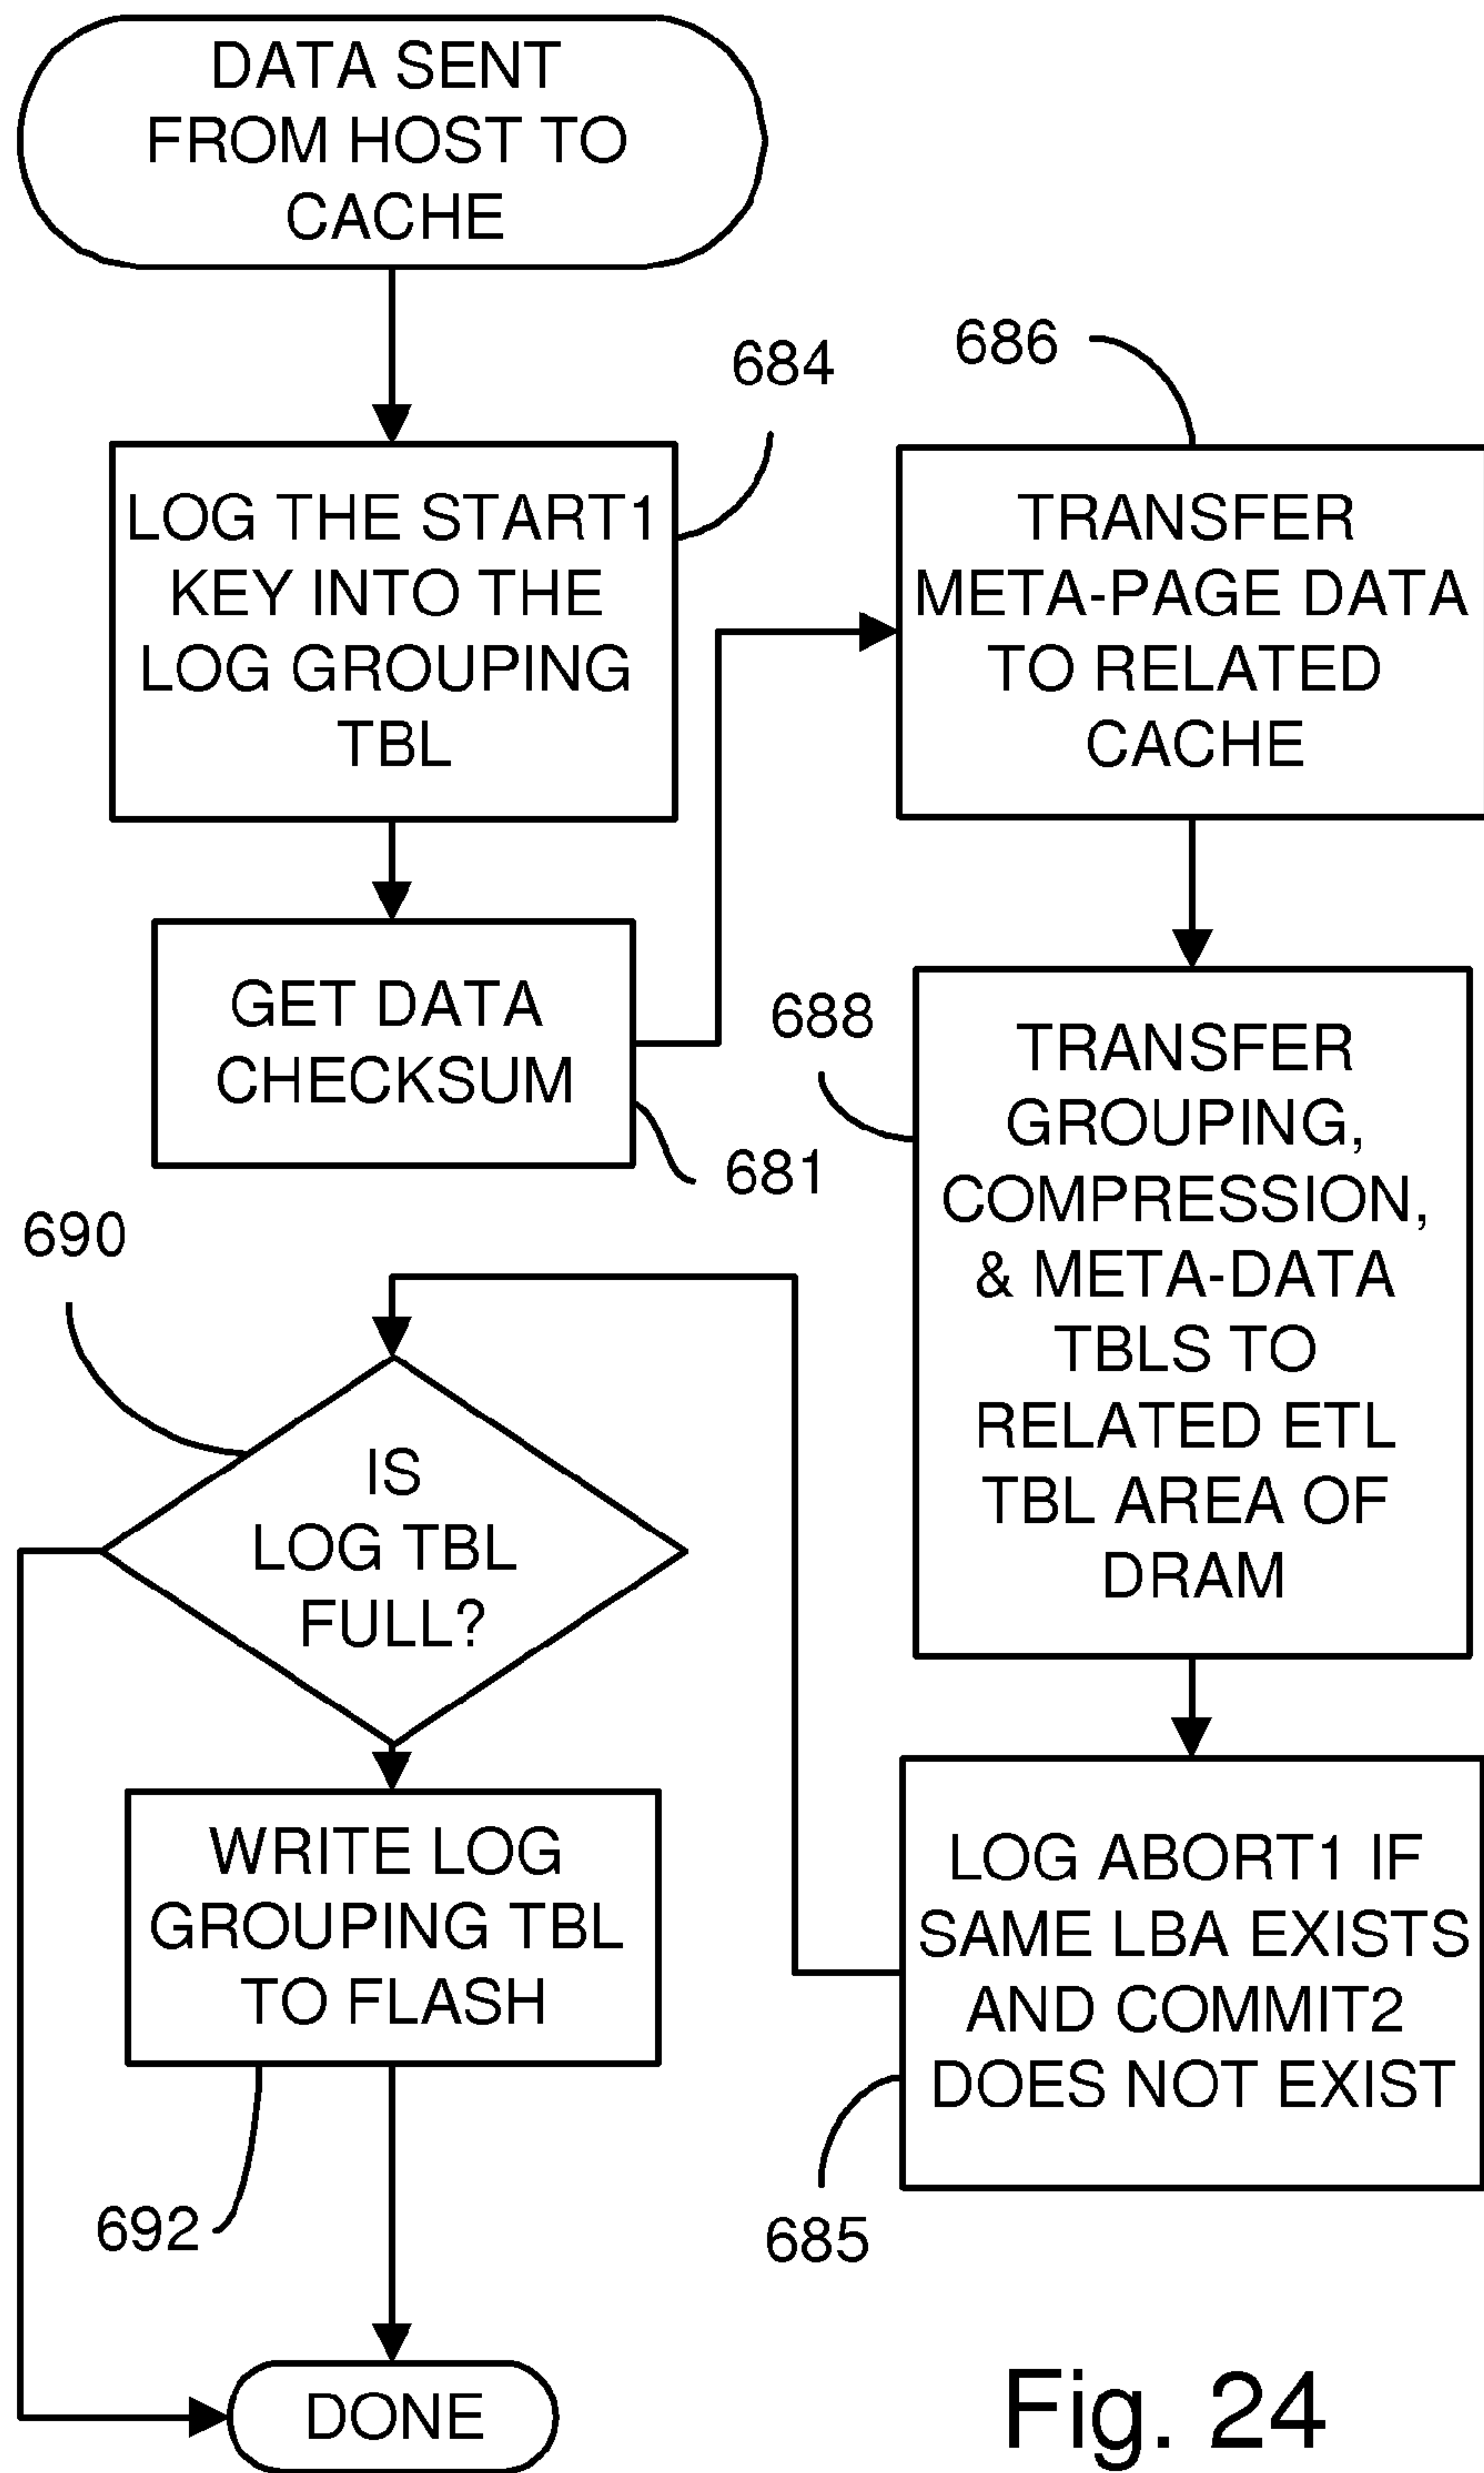 DATA SENT
FROM HOST TO
CACHE
684
LOG THE START1
KEY INTO THE
LOG GROUPING
TBL
GET DATA
CHECKSUM
681
686
TRANSFER
META-PAGE DATA
TO RELATED
CACHE
688
TRANSFER
GROUPING,
COMPRESSION,
& META-DATA
TBLS TO
RELATED ETL
TBL AREA OF
DRAM
LOG ABORT1 IF
SAME LBA EXISTS
AND COMMIT2
DOES NOT EXIST
685
690
IS
LOG TBL
FULL?
WRITE LOG
GROUPING TBL
TO FLASH
692
DONE
Fig. 24